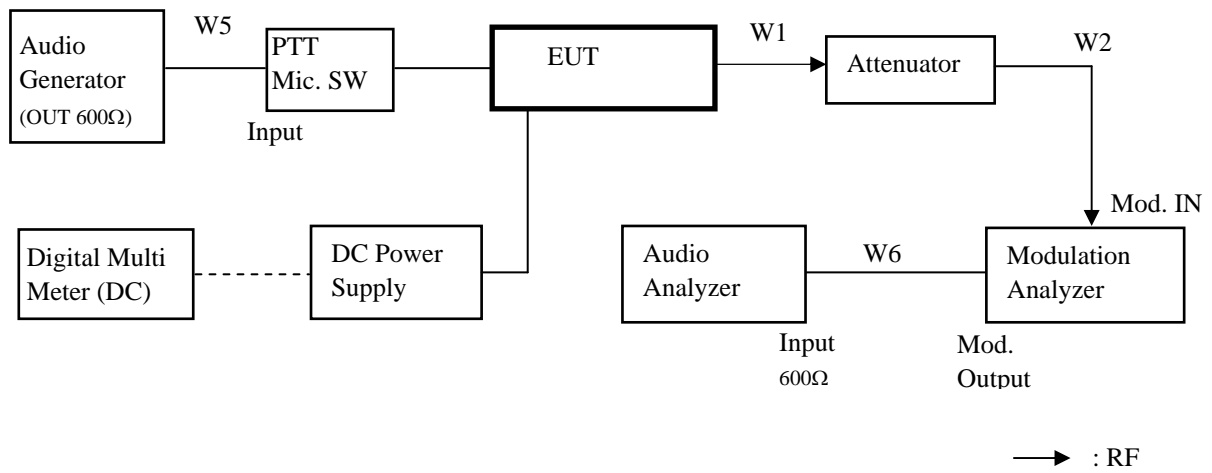 W5
W1
W2
Audio
Generator
(OUT 600Ω)
PTT
Mic. SW
Input
EUT
Attenuator
Mod. IN
Digital Multi
Meter (DC)
DC Power
Supply
Audio
Analyzer
W6
Modulation
Analyzer
Input
600Ω
Mod.
Output
: RF